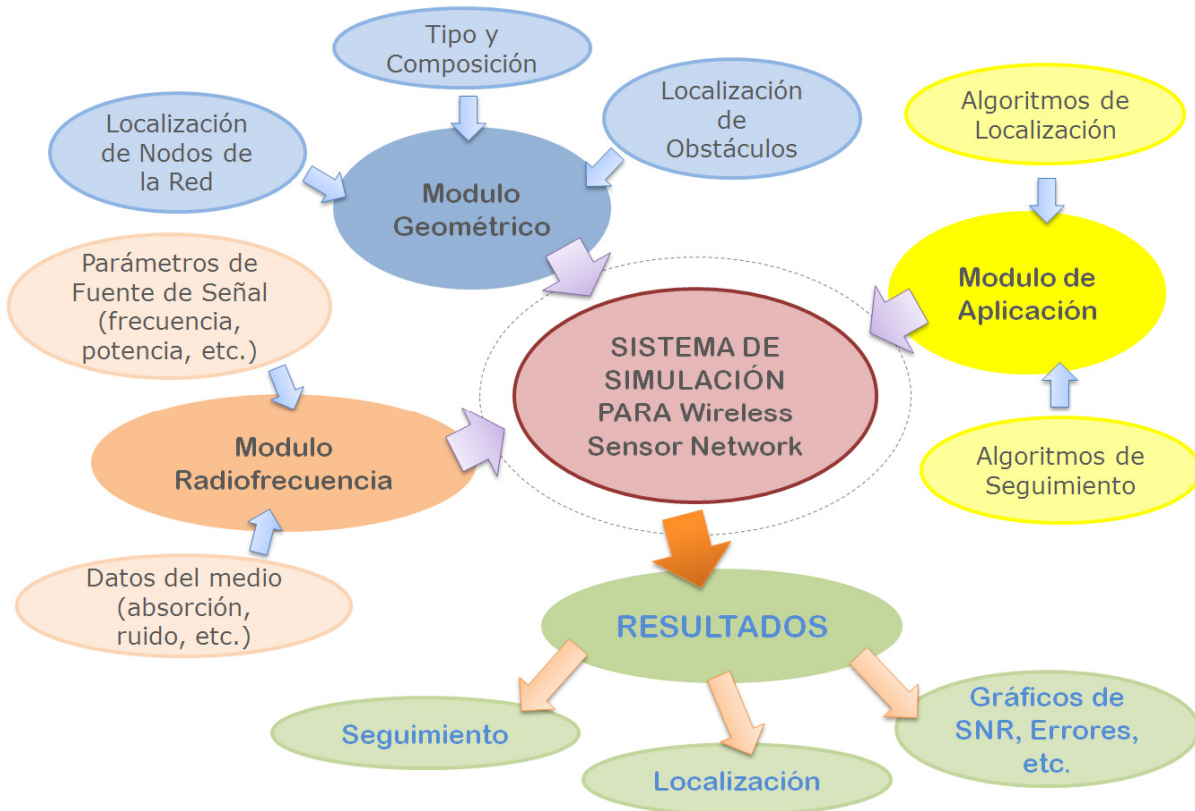 Tipo y
Composición
Localización
de Nodos de
la Red
Localización
de
Obstáculos
Modulo
Geométrico
Algoritmos de
Localización
Modulo de
Aplicación
Algoritmos de
Seguimiento
Parámetros de
Fuente de Señal
(frecuencia,
potencia, etc.)
Modulo
Radiofrecuencia
Datos del medio
(absorción,
ruido, etc.)
SISTEMA DE
SIMULACIÓN
PARA Wireless
Sensor Network
RESULTADOS
Seguimiento
Localización
Gráficos de
SNR, Errores,
etc.